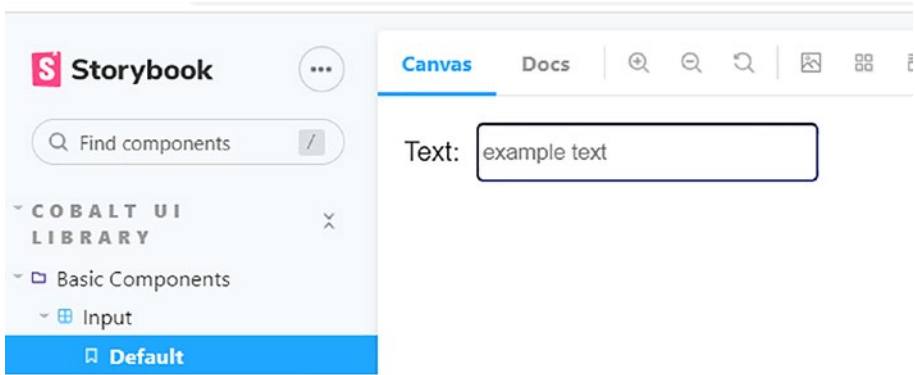 Storybook
Find components /
COBALT UI
LIBRARY
Basic Components
Input
Default
Canvas Docs
Text: example text